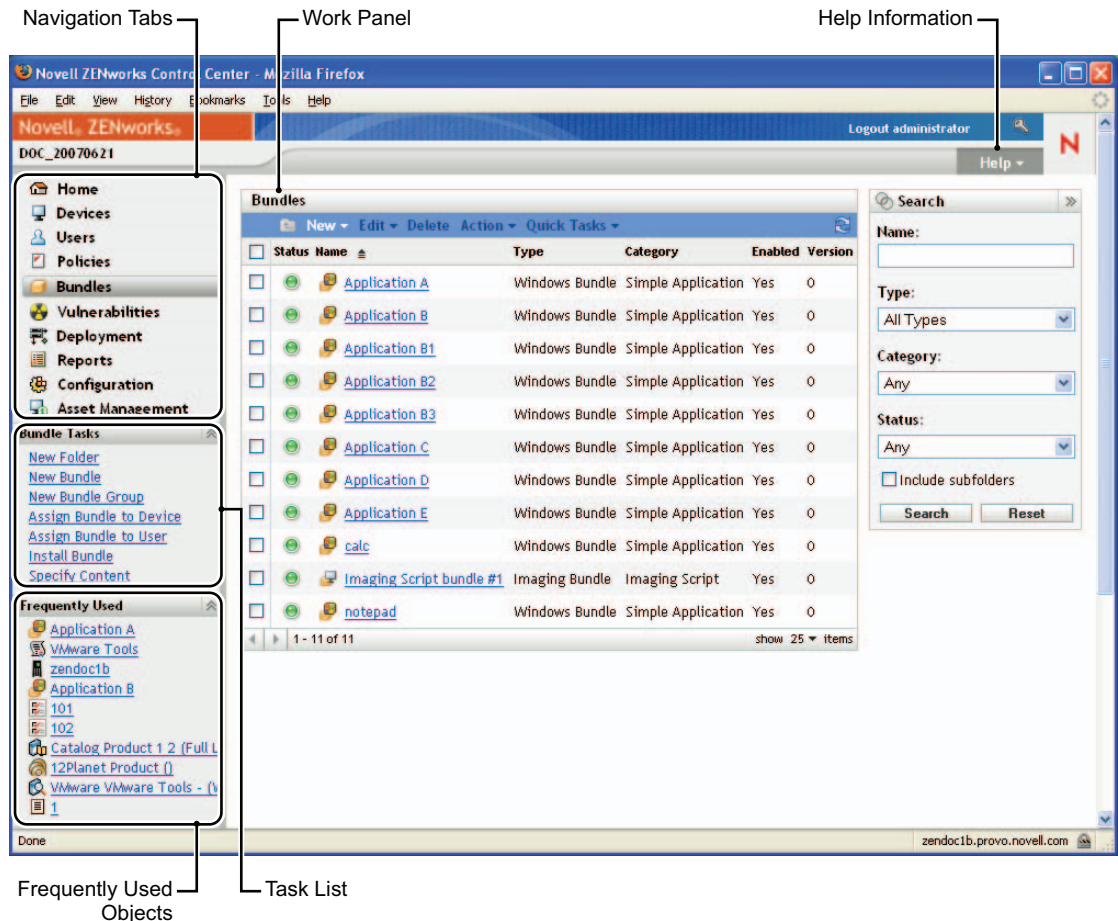 Navigation Tabs
Work Panel
Help Information
Novell ZENworks Control Center - Mozilla Firefox
File Edit View History Bookmarks Tools Help
Novell® ZENworks®
Logout administrator
N
DOC_20070621
Help
Home
Devices
Users
Policies
Bundles
Vulnerabilities
Deployment
Reports
Configuration
Asset Management
Bundle Tasks
New Folder
New Bundle
New Bundle Group
Assign Bundle to Device
Assign Bundle to User
Install Bundle
Specify Content
Frequently Used
Application A
VMware Tools
zendoc1b
Application B
101
102
Catalog Product 1 2 (Full L
12Planet Product ()
VMware VMware Tools - (
1
Bundles
New Edit Delete Action Quick Tasks
Status Name Type Category Enabled Version
Application A Windows Bundle Simple Application Yes 0
Application B Windows Bundle Simple Application Yes 0
Application B1 Windows Bundle Simple Application Yes 0
Application B2 Windows Bundle Simple Application Yes 0
Application B3 Windows Bundle Simple Application Yes 0
Application C Windows Bundle Simple Application Yes 0
Application D Windows Bundle Simple Application Yes 0
Application E Windows Bundle Simple Application Yes 0
calc Windows Bundle Simple Application Yes 0
Imaging Script bundle #1 Imaging Bundle Imaging Script Yes 0
notepad Windows Bundle Simple Application Yes 0
1 - 11 of 11 show 25 items
Search
Name:
Type:
All Types
Category:
Any
Status:
Any
Include subfolders
Search Reset
Done
zendoc1b.provo.novell.com
Frequently Used
Objects
Task List